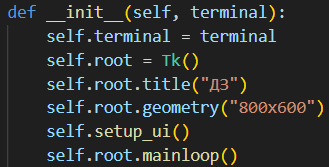 def __init__(self, terminal):
    self.terminal = terminal
    self.root = Tk()
    self.root.title("ДЗ")
    self.root.geometry("800x600")
    self.setup_ui()
    self.root.mainloop()